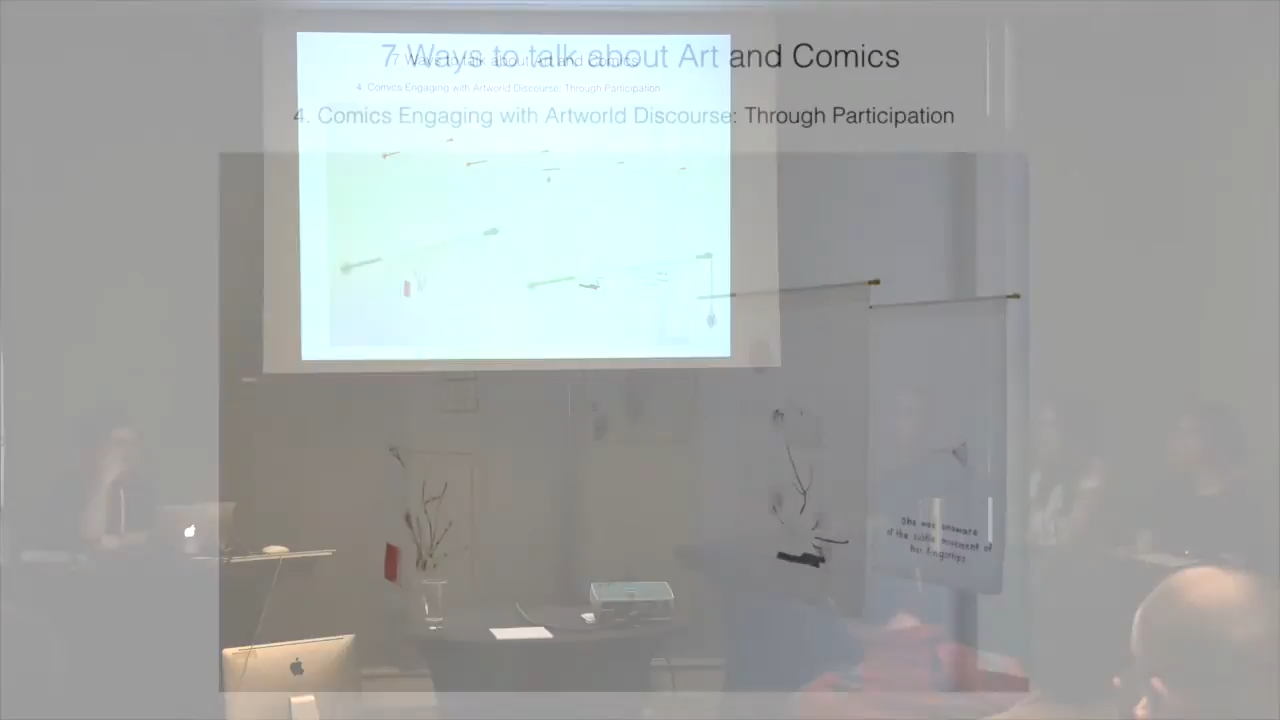 7 Ways to talk about Art and Comics
7 Ways to talk about Art and Comics
4. Comics Engaging with Artworld Discourse: Through Participation
4. Comics Engaging with Artworld Discourse: Through Participation
She was unaware
of the subtle movement of
her fingertips